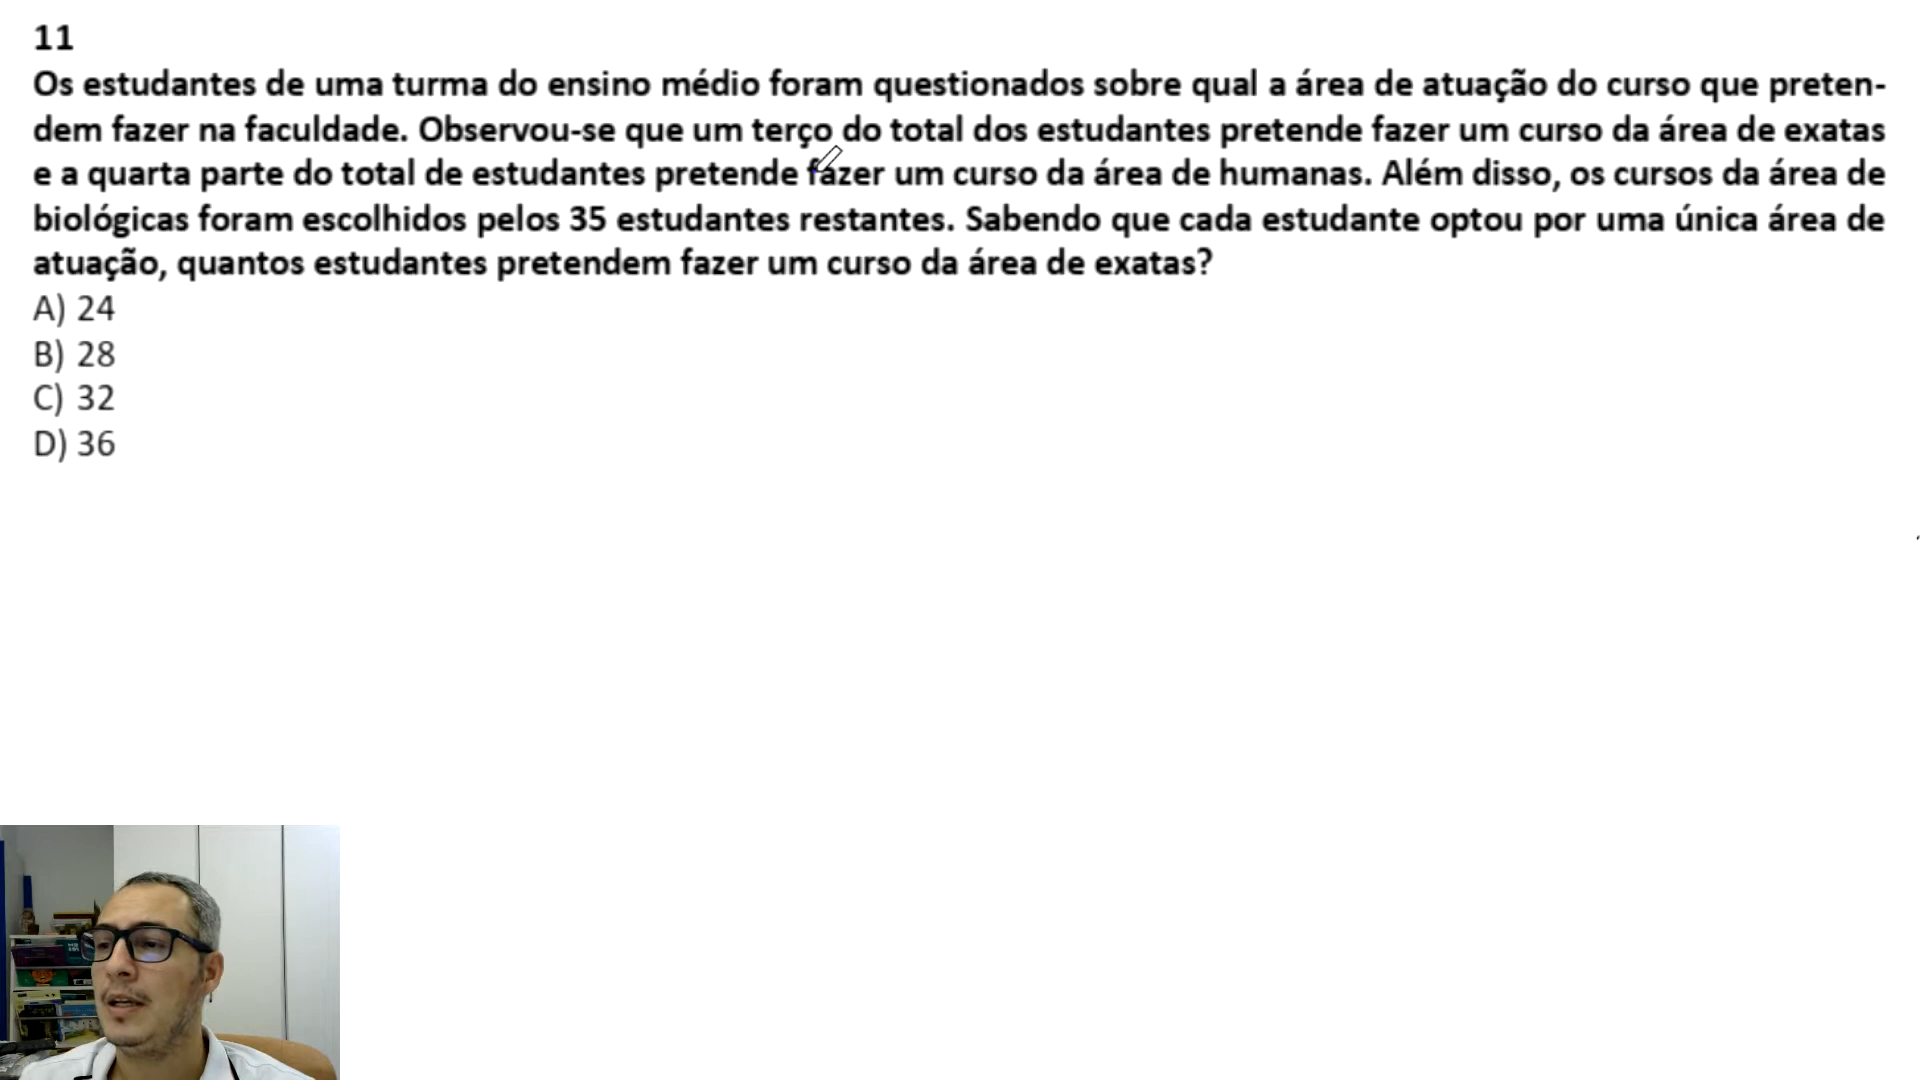 11
Os estudantes de uma turma do ensino médio foram questionados sobre qual a área de atuação do curso que preten-
dem fazer na faculdade. Observou-se que um terço do total dos estudantes pretende fazer um curso da área de exatas
e a quarta parte do total de estudantes pretende fazer um curso da área de humanas. Além disso, os cursos da área de
biológicas foram escolhidos pelos 35 estudantes restantes. Sabendo que cada estudante optou por uma única área de
atuação, quantos estudantes pretendem fazer um curso da área de exatas?
A) 24
B) 28
C) 32
D) 36